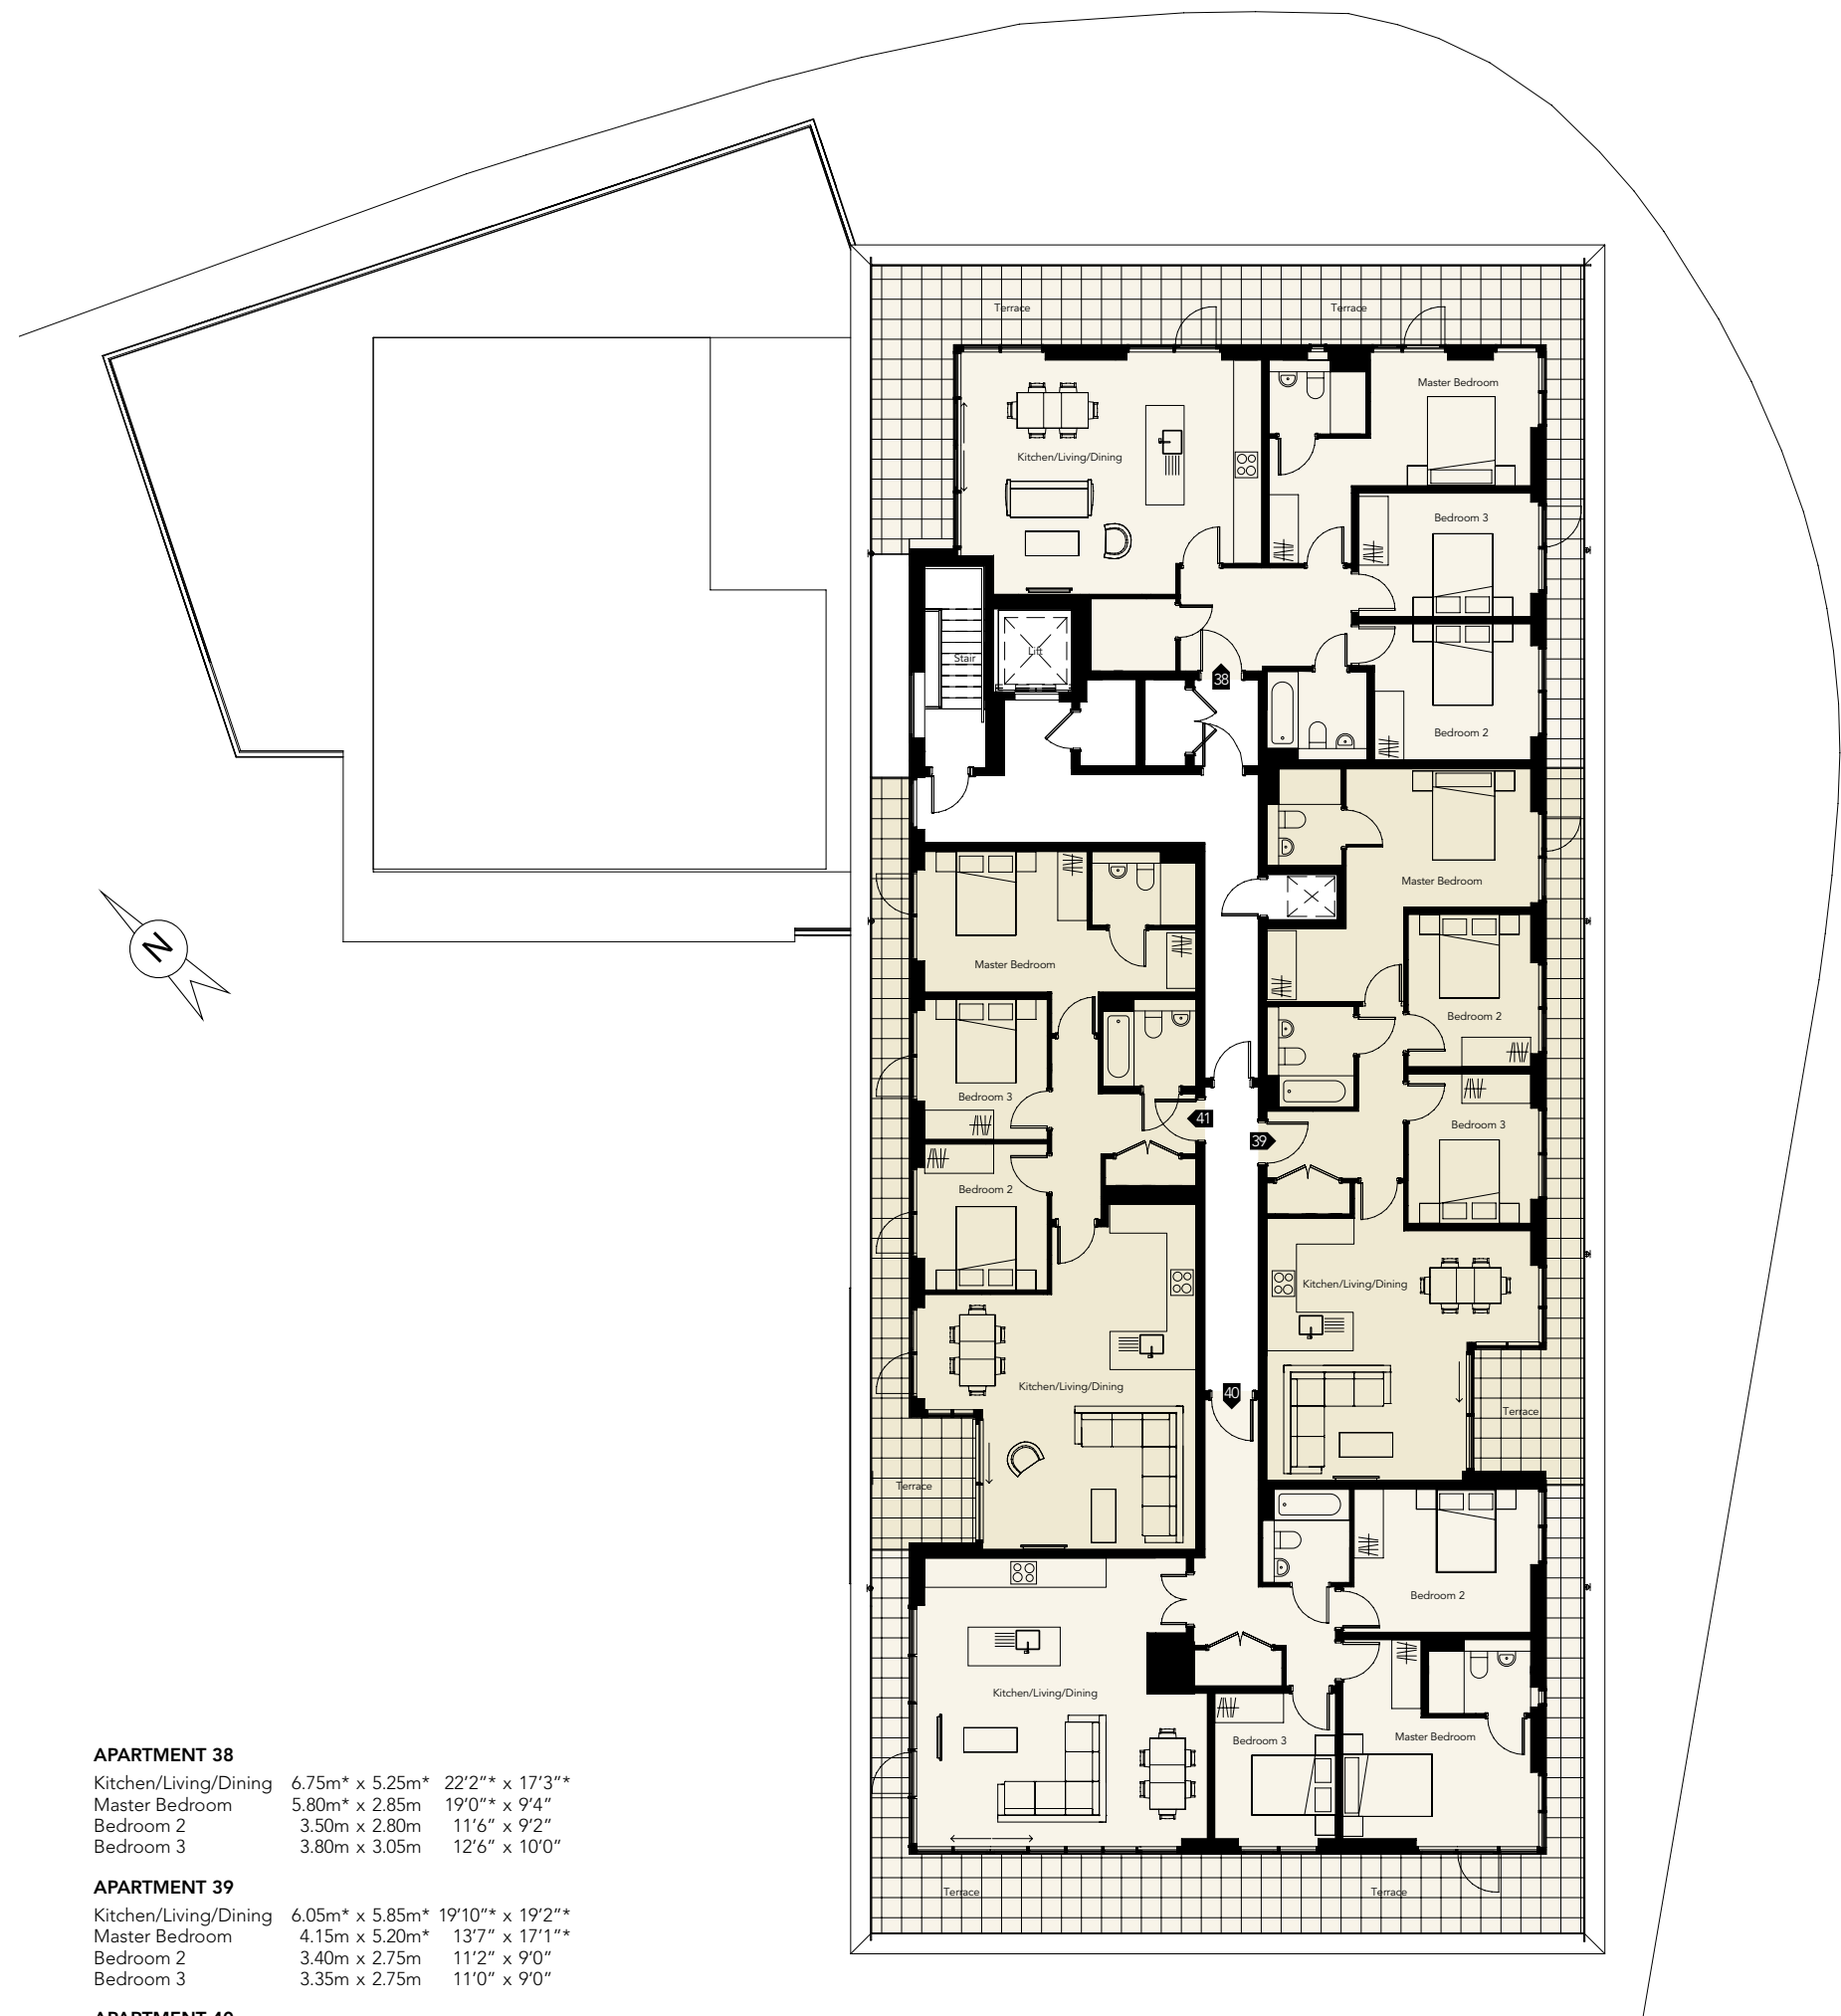 Terrace
Terrace
Master Bedroom
Kitchen/Living/Dining
Bedroom 3
Stair
Lift
38
Bedroom 2
Master Bedroom
N
Master Bedroom
Bedroom 2
Bedroom 3
41
39
Bedroom 3
Bedroom 2
Kitchen/Living/Dining
Kitchen/Living/Dining
40
Terrace
Terrace
Bedroom 2
Kitchen/Living/Dining
Bedroom 3
Master Bedroom
Terrace
Terrace
APARTMENT 38
Kitchen/Living/Dining 6.75m* x 5.25m* 22’2”* x 17’3”*
Master Bedroom 5.80m* x 2.85m 19’0”* x 9’4”
Bedroom 2 3.50m x 2.80m 11’6” x 9’2”
Bedroom 3 3.80m x 3.05m 12’6” x 10’0”
APARTMENT 39
Kitchen/Living/Dining 6.05m* x 5.85m* 19’10”* x 19’2”*
Master Bedroom 4.15m x 5.20m* 13’7” x 17’1”*
Bedroom 2 3.40m x 2.75m 11’2” x 9’0”
Bedroom 3 3.35m x 2.75m 11’0” x 9’0”
APARTMENT 40